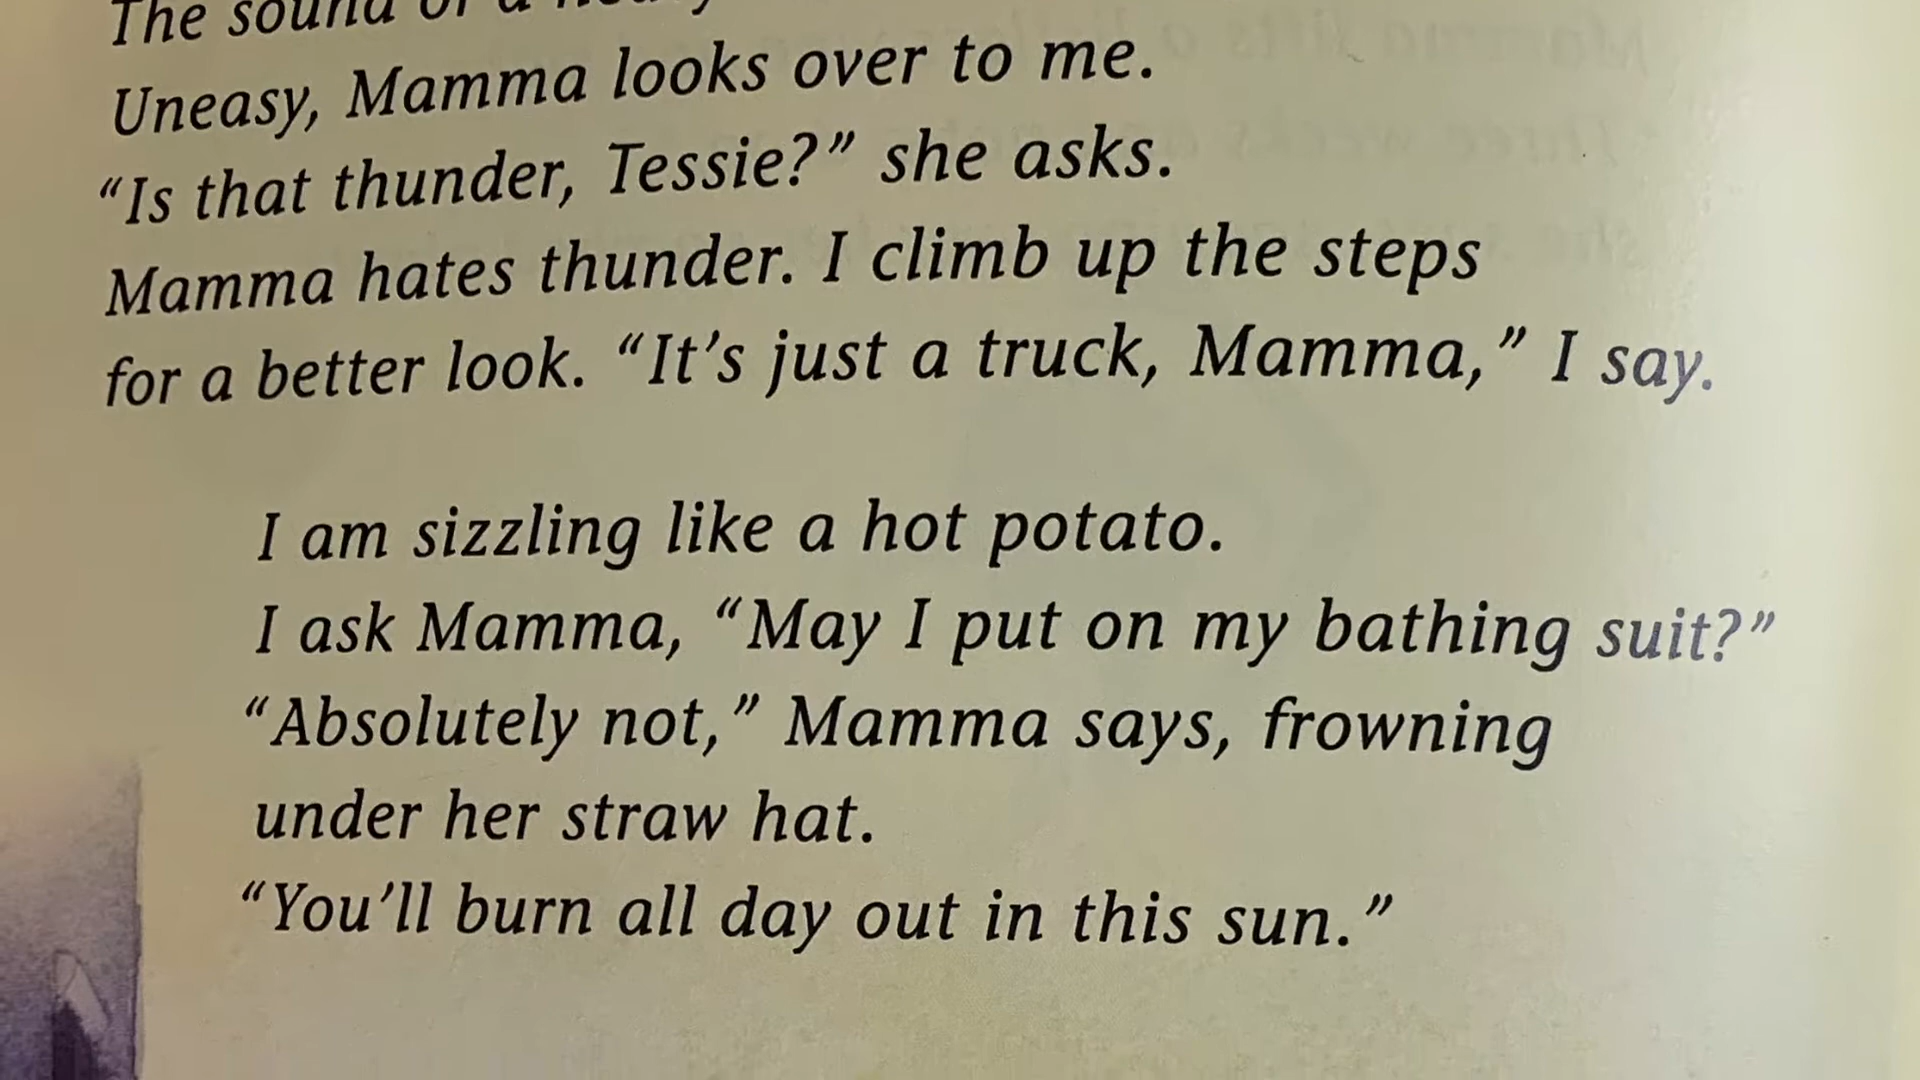 The sound of a
Uneasy, Mamma looks over to me.
“Is that thunder, Tessie?” she asks.
Mamma hates thunder. I climb up the steps
for a better look. “It’s just a truck, Mamma,” I say.
I am sizzling like a hot potato.
I ask Mamma, “May I put on my bathing suit?”
“Absolutely not,” Mamma says, frowning
under her straw hat.
“You’ll burn all day out in this sun.”